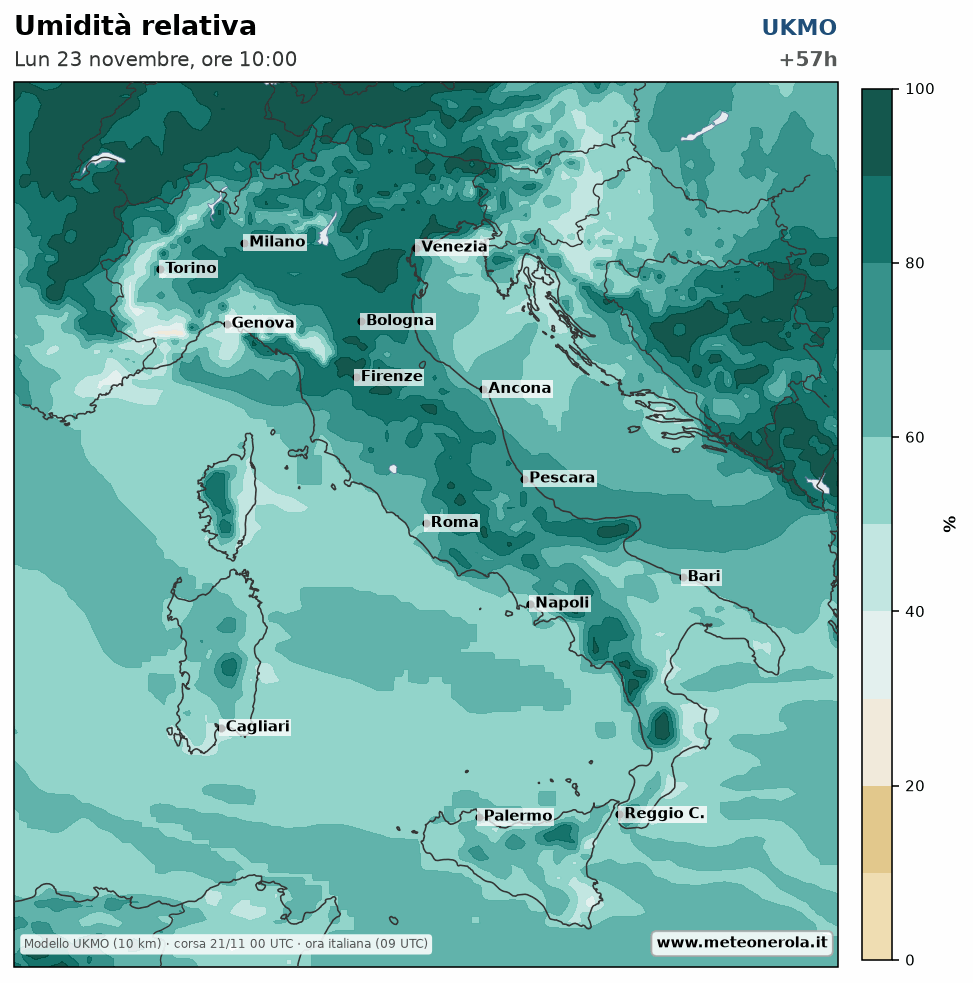 Umidità relativa
UKMO
Lun 23 novembre, ore 10:00
+57h
100
80
60
40
20
0
%
Milano
Venezia
Torino
Genova
Bologna
Firenze
Ancona
Pescara
Roma
Bari
Napoli
Cagliari
Palermo
Reggio C.
Modello UKMO (10 km) · corsa 21/11 00 UTC · ora italiana (09 UTC)
www.meteonerola.it